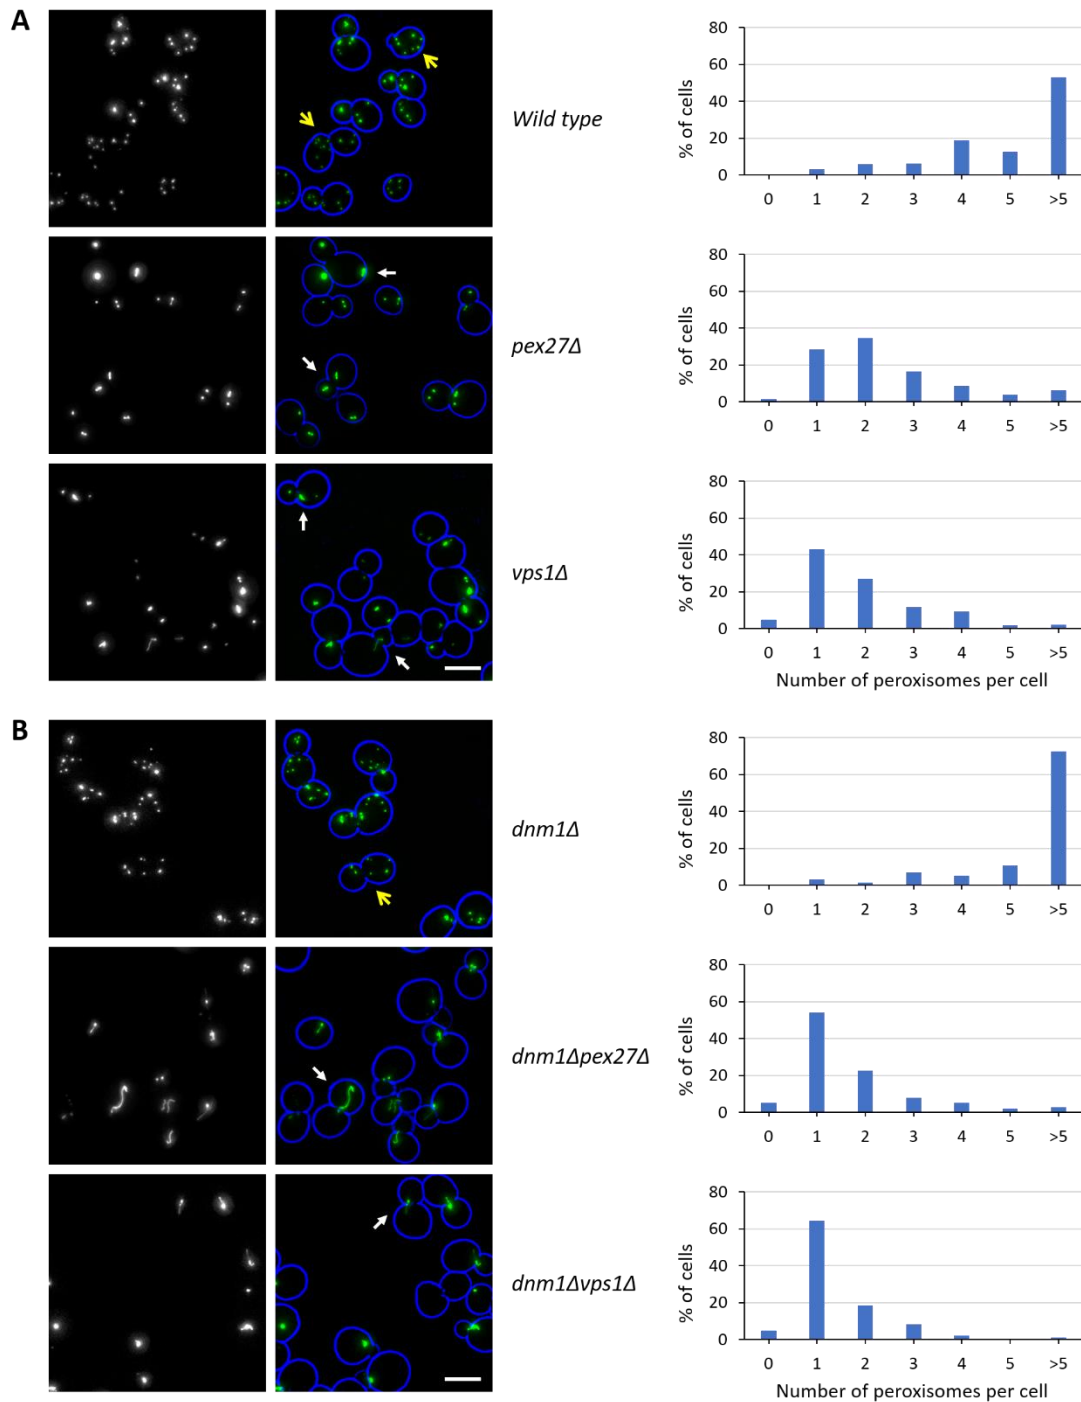 A
Wild type
% of cells
80
60
40
20
0
0 1 2 3 4 5 >5
pex27Δ
% of cells
80
60
40
20
0
0 1 2 3 4 5 >5
vps1Δ
% of cells
80
60
40
20
0
0 1 2 3 4 5 >5
Number of peroxisomes per cell
B
dnm1Δ
% of cells
80
60
40
20
0
0 1 2 3 4 5 >5
dnm1Δpex27Δ
% of cells
80
60
40
20
0
0 1 2 3 4 5 >5
dnm1Δvps1Δ
% of cells
80
60
40
20
0
0 1 2 3 4 5 >5
Number of peroxisomes per cell